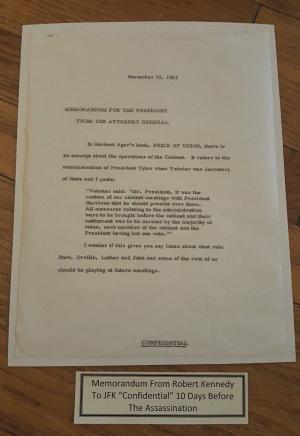 November 12, 1963
MEMORANDUM FOR THE PRESIDENT
FROM THE ATTORNEY GENERAL
In Herbert Agar's book, PRICE OF UNION, there is
an excerpt about the operations of the Cabinet. It refers to the
administration of President Tyler when Webster was Secretary
of State and I quote:
"Webster said: 'Mr. President, it was the
custom of our cabinet meetings with President
Harrison that he should preside over them.
All measures relating to the administration
were to be brought before the cabinet and their
settlement was to be decided by the majority of
votes, each member of the cabinet and the
President having but one vote.'"
I wonder if this gives you any ideas about what role
Stew, Orville, Luther and John and some of the rest of us
should be playing at future meetings.
CONFIDENTIAL
Memorandum From Robert Kennedy
To JFK "Confidential" 10 Days Before
The Assassination